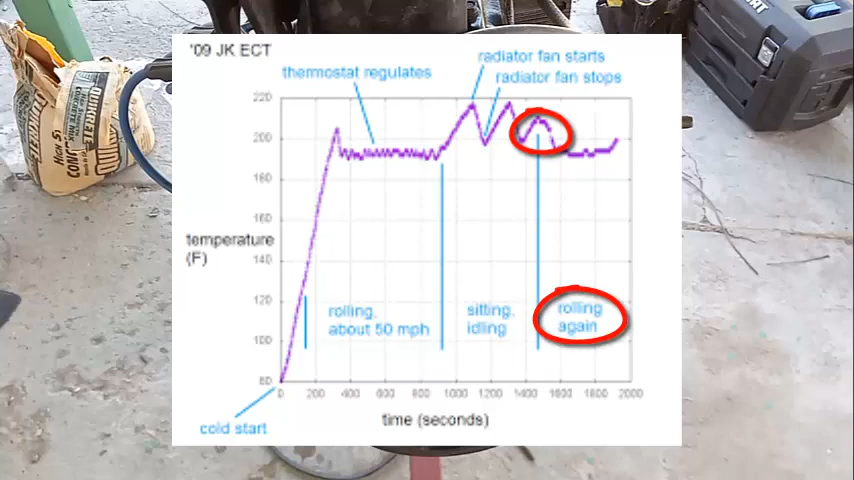 '09 JK ECT
radiator fan starts
thermostat regulates
radiator fan stops
220
200
180
160
temperature
(F)
140
120
rolling,
about 50 mph
sitting,
idling
rolling
again
100
80
0 200 400 600 800 1000 1200 1400 1600 1800 2000
time (seconds)
cold start
QUIKRETE